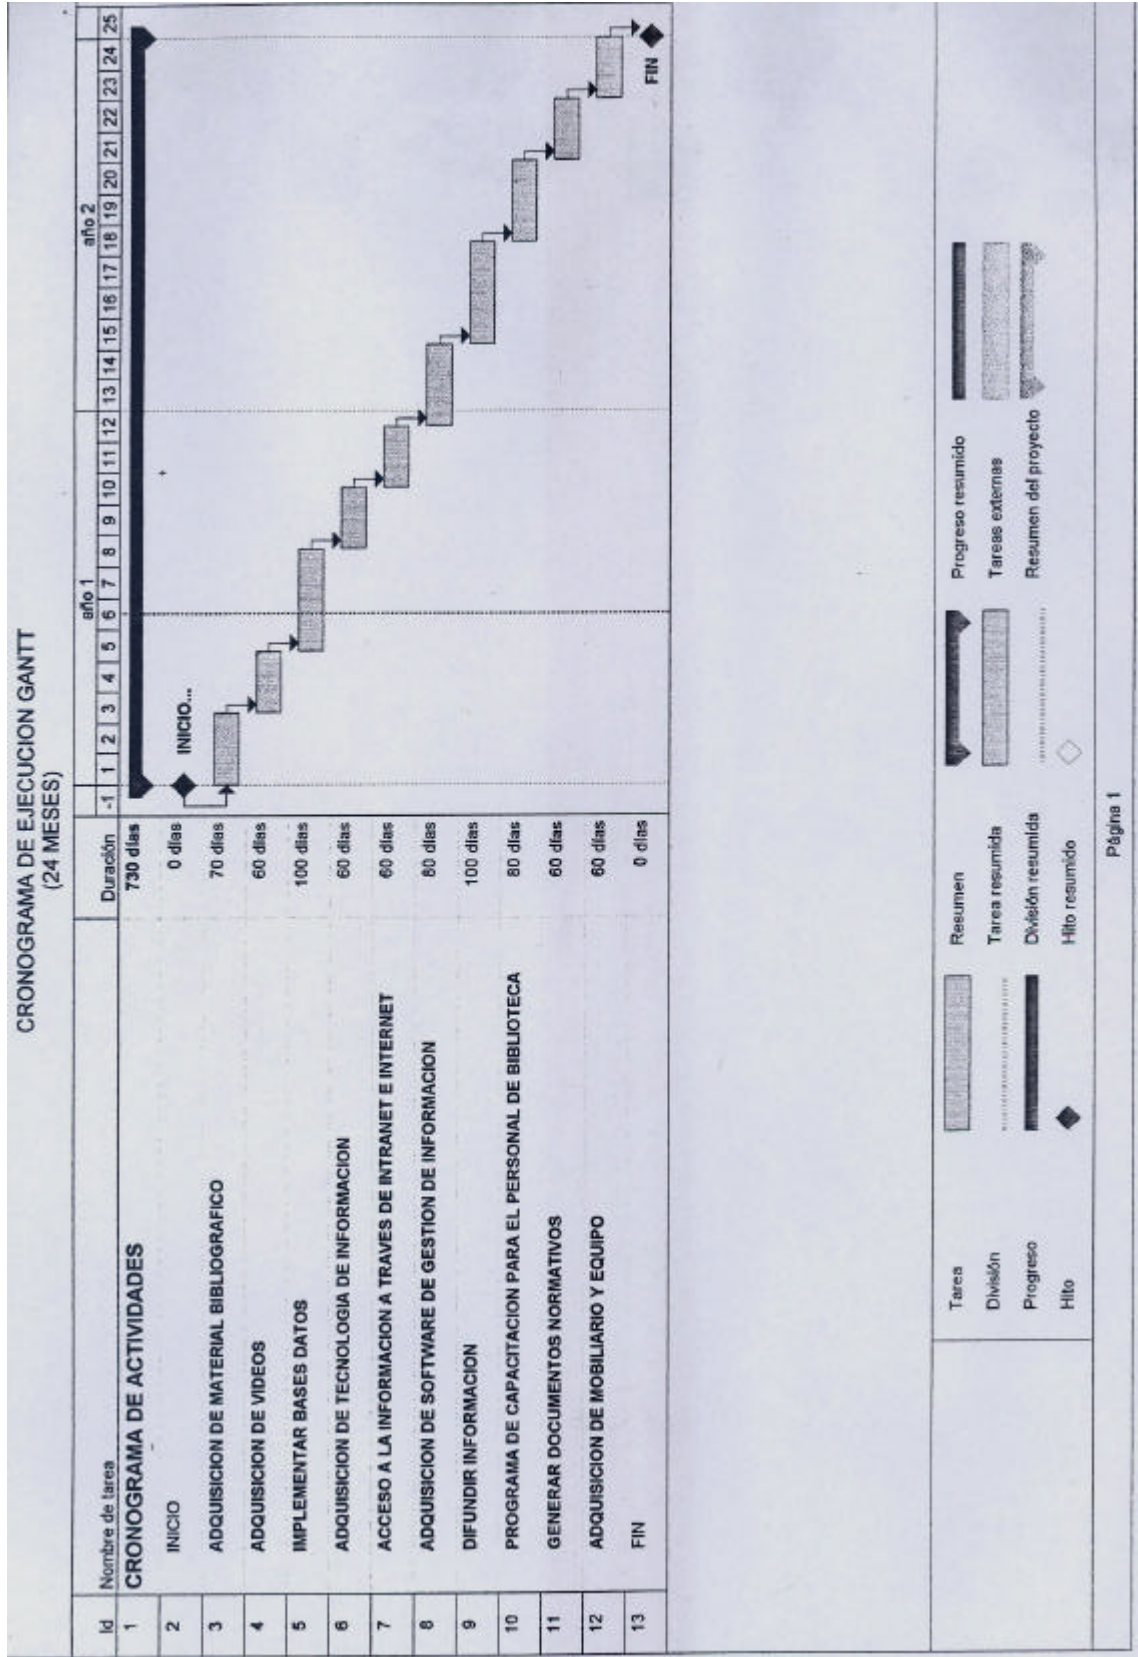 CRONOGRAMA DE EJECUCION GANTT
(24 MESES)
Id Nombre de tarea Duración año 1 año 2
-1 1 2 3 4 5 6 7 8 9 10 11 12 13 14 15 16 17 18 19 20 21 22 23 24 25
1 CRONOGRAMA DE ACTIVIDADES 730 días
2 INICIO 0 días INICIO...
3 ADQUISICION DE MATERIAL BIBLIOGRAFICO 70 días
4 ADQUISICION DE VIDEOS 60 días
5 IMPLEMENTAR BASES DATOS 100 días
6 ADQUISICION DE TECNOLOGIA DE INFORMACION 60 días
7 ACCESO A LA INFORMACION A TRAVES DE INTRANET E INTERNET 60 días
8 ADQUISICION DE SOFTWARE DE GESTION DE INFORMACION 80 días
9 DIFUNDIR INFORMACION 100 días
10 PROGRAMA DE CAPACITACION PARA EL PERSONAL DE BIBLIOTECA 80 días
11 GENERAR DOCUMENTOS NORMATIVOS 60 días
12 ADQUISICION DE MOBILIARIO Y EQUIPO 60 días
13 FIN 0 días FIN
Tarea Resumen Progreso resumido
División Tarea resumida Tareas externas
Progreso División resumida Resumen del proyecto
Hito Hito resumido
Página 1